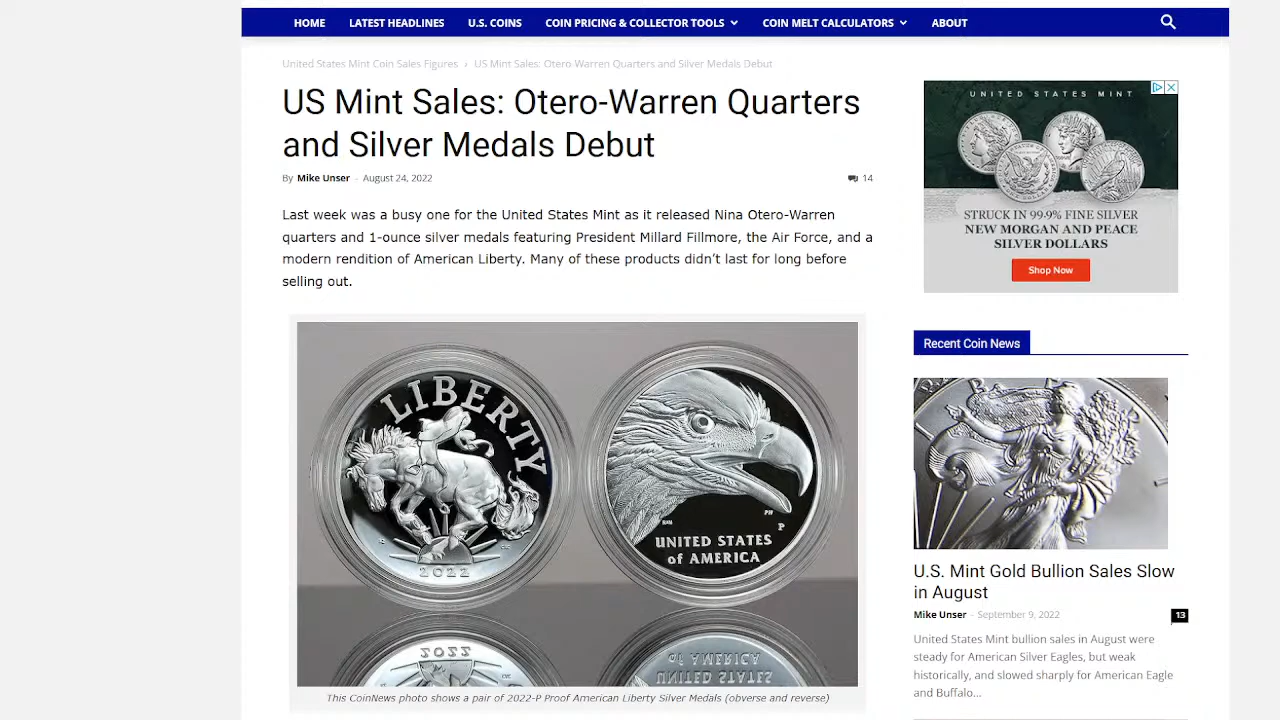 HOME LATEST HEADLINES U.S. COINS COIN PRICING & COLLECTOR TOOLS COIN MELT CALCULATORS ABOUT
United States Mint Coin Sales Figures › US Mint Sales: Otero-Warren Quarters and Silver Medals Debut
US Mint Sales: Otero-Warren Quarters
and Silver Medals Debut
By Mike Unser - August 24, 2022
14
Last week was a busy one for the United States Mint as it released Nina Otero-Warren
quarters and 1-ounce silver medals featuring President Millard Fillmore, the Air Force, and a
modern rendition of American Liberty. Many of these products didn’t last for long before
selling out.
LIBERTY
2022
P
UNITED STATES
of AMERICA
2022
of AMERICA
UNITED STATES
This CoinNews photo shows a pair of 2022-P Proof American Liberty Silver Medals (obverse and reverse)
UNITED STATES MINT
STRUCK IN 99.9% FINE SILVER
NEW MORGAN AND PEACE
SILVER DOLLARS
Shop Now
Recent Coin News
U.S. Mint Gold Bullion Sales Slow
in August
Mike Unser - September 9, 2022
13
United States Mint bullion sales in August were
steady for American Silver Eagles, but weak
historically, and slowed sharply for American Eagle
and Buffalo...